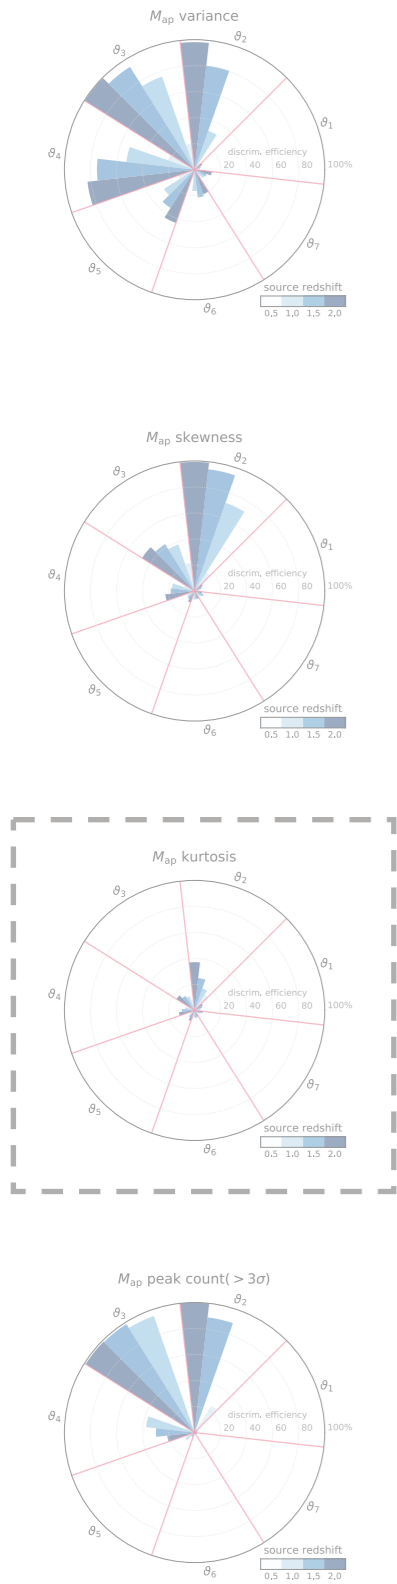 Map variance
ϑ2
ϑ3
ϑ1
discrim, efficiency
20 40 60 80 100%
ϑ4
ϑ7
ϑ5
source redshift
ϑ6
0.5 1.0 1.5 2.0
Map skewness
ϑ2
ϑ3
ϑ1
discrim, efficiency
20 40 60 80 100%
ϑ4
ϑ7
ϑ5
source redshift
ϑ6
0.5 1.0 1.5 2.0
Map kurtosis
ϑ2
ϑ3
ϑ1
discrim, efficiency
20 40 60 80 100%
ϑ4
ϑ7
ϑ5
source redshift
ϑ6
0.5 1.0 1.5 2.0
Map peak count( > 3σ)
ϑ2
ϑ3
ϑ1
discrim, efficiency
20 40 60 80 100%
ϑ4
ϑ7
ϑ5
source redshift
ϑ6
0.5 1.0 1.5 2.0